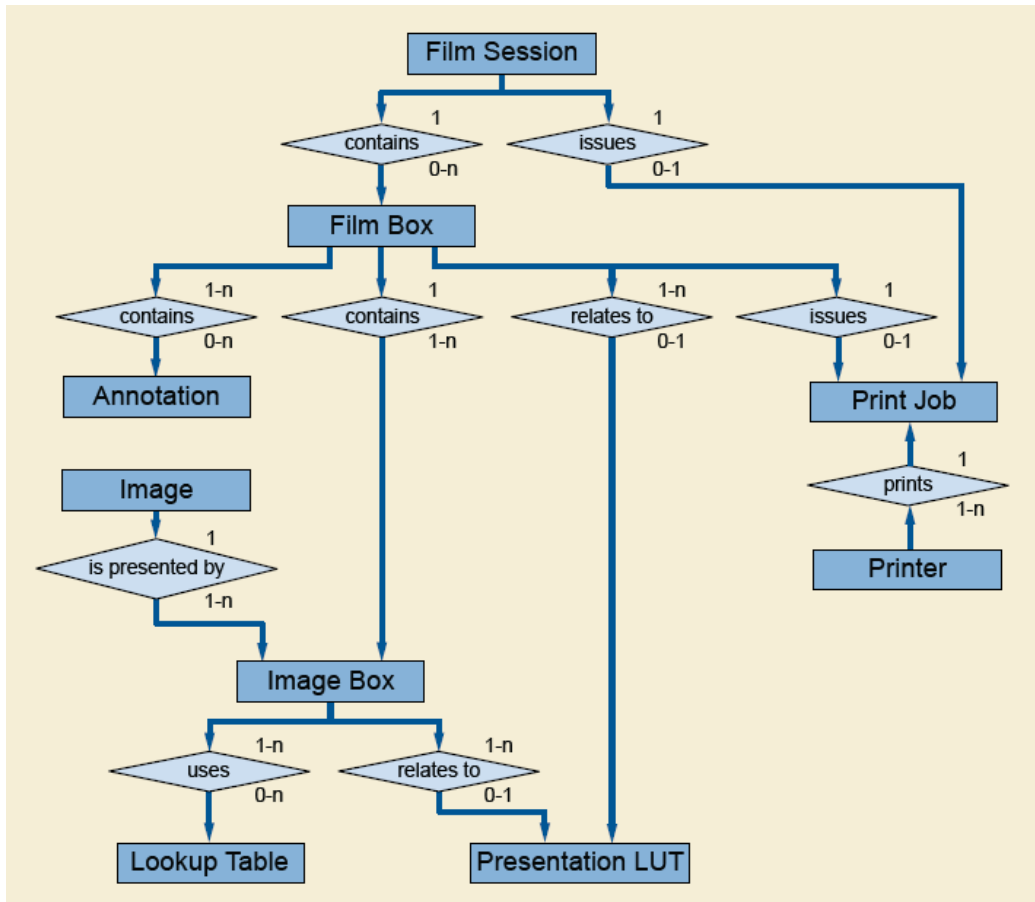 Film Session
1
1
contains
issues
0-n
0-1
Film Box
1-n
1
1-n
1
contains
contains
relates to
issues
0-n
1-n
0-1
0-1
Annotation
Print Job
Image
1
prints
1-n
1
is presented by
Printer
1-n
Image Box
1-n
1-n
uses
relates to
0-n
0-1
Lookup Table
Presentation LUT